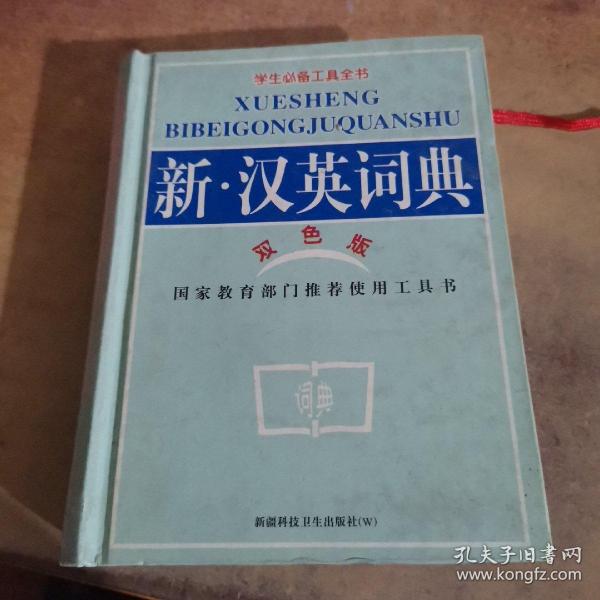 学生必备工具全书
XUESHENG
BIBEIGONGJUQUANSHU
新·汉英词典
双色版
国家教育部门推荐使用工具书
词典
新疆科技卫生出版社(W)
孔夫子旧书网
www.kongfz.com